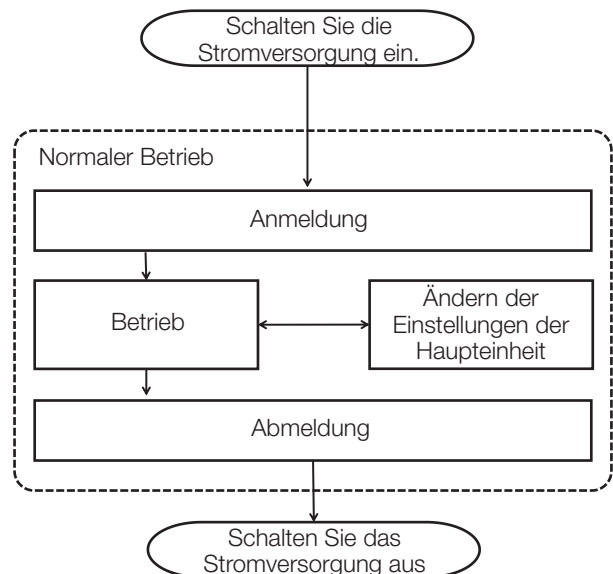 Schalten Sie die
Stromversorgung ein.
Normaler Betrieb
Anmeldung
Betrieb
Ändern der
Einstellungen der
Haupteinheit
Abmeldung
Schalten Sie das
Stromversorgung aus